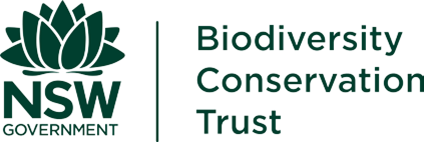 NSW
GOVERNMENT
Biodiversity
Conservation
Trust